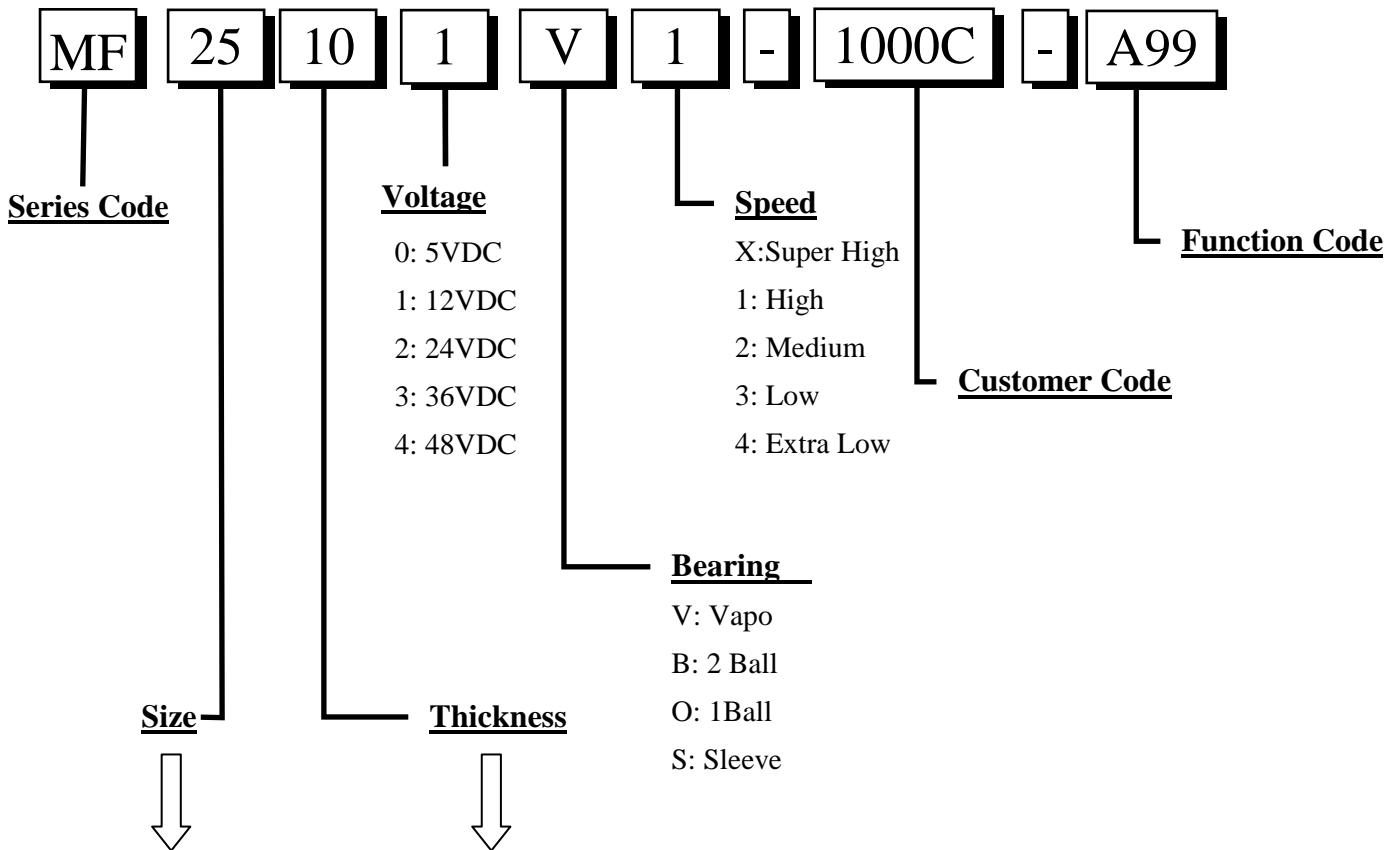 MF 25 10 1 V 1 - 1000C - A99
Series Code
Voltage
0: 5VDC
1: 12VDC
2: 24VDC
3: 36VDC
4: 48VDC
Speed
X:Super High
1: High
2: Medium
3: Low
4: Extra Low
Function Code
Customer Code
Bearing
V: Vapo
B: 2 Ball
O: 1Ball
S: Sleeve
Size
Thickness